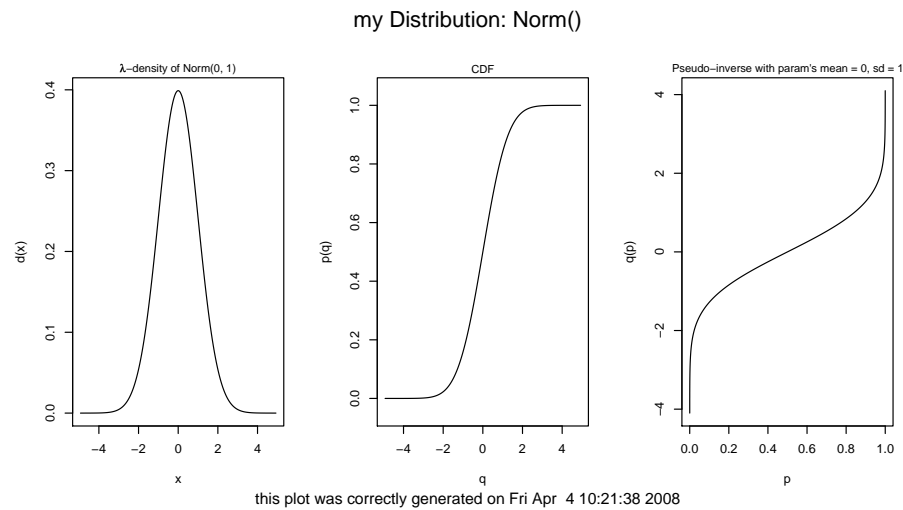 my Distribution: Norm()
λ−density of Norm(0, 1)
d(x)
0.0 0.1 0.2 0.3 0.4
−4 −2 0 2 4
x
CDF
p(q)
0.0 0.2 0.4 0.6 0.8 1.0
−4 −2 0 2 4
q
Pseudo−inverse with param's mean = 0, sd = 1
q(p)
−4 −2 0 2 4
0.0 0.2 0.4 0.6 0.8 1.0
p
this plot was correctly generated on Fri Apr 4 10:21:38 2008